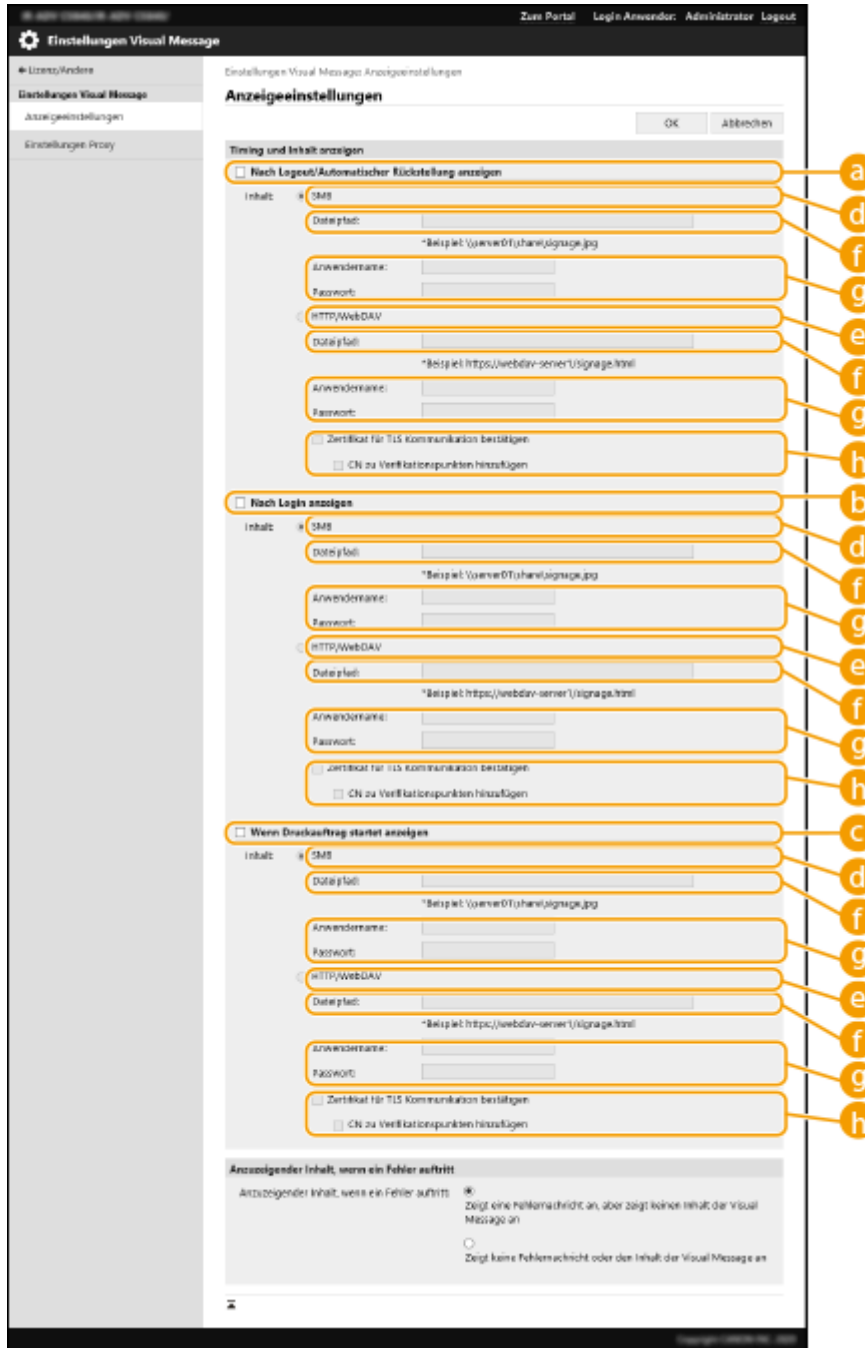 Zum Portal Login Anwender: Administrator Logout
Einstellungen Visual Message
Lizenz/Andere
Einstellungen Visual Message
Anzeigeeinstellungen
Einstellungen Proxy
Einstellungen Visual Message: Anzeigeeinstellungen
Anzeigeeinstellungen
OK Abbrechen
Timing und Inhalt anzeigen
Nach Logout/Automatischer Rückstellung anzeigen
a
Inhalt: SMB
d
Dateipfad:
f
*Beispiel: \\server01\share\signage.jpg
Anwendername:
Passwort:
g
HTTP/WebDAV
e
Dateipfad:
f
*Beispiel: https://webdav-server1/signage.html
Anwendername:
Passwort:
g
Zertifikat für TLS Kommunikation bestätigen
CN zu Verifikationspunkten hinzufügen
h
Nach Login anzeigen
b
Inhalt: SMB
d
Dateipfad:
f
*Beispiel: \\server01\share\signage.jpg
Anwendername:
Passwort:
g
HTTP/WebDAV
e
Dateipfad:
f
*Beispiel: https://webdav-server1/signage.html
Anwendername:
Passwort:
g
Zertifikat für TLS Kommunikation bestätigen
CN zu Verifikationspunkten hinzufügen
h
Wenn Druckauftrag startet anzeigen
c
Inhalt: SMB
d
Dateipfad:
f
*Beispiel: \\server01\share\signage.jpg
Anwendername:
Passwort:
g
HTTP/WebDAV
e
Dateipfad:
f
*Beispiel: https://webdav-server1/signage.html
Anwendername:
Passwort:
g
Zertifikat für TLS Kommunikation bestätigen
CN zu Verifikationspunkten hinzufügen
h
Anzuzeigender Inhalt, wenn ein Fehler auftritt
Anzuzeigender Inhalt, wenn ein Fehler auftritt:
Zeigt eine Fehlernachricht an, aber zeigt keinen Inhalt der Visual
Message an
Zeigt keine Fehlernachricht oder den Inhalt der Visual Message an
Copyright CANON INC.